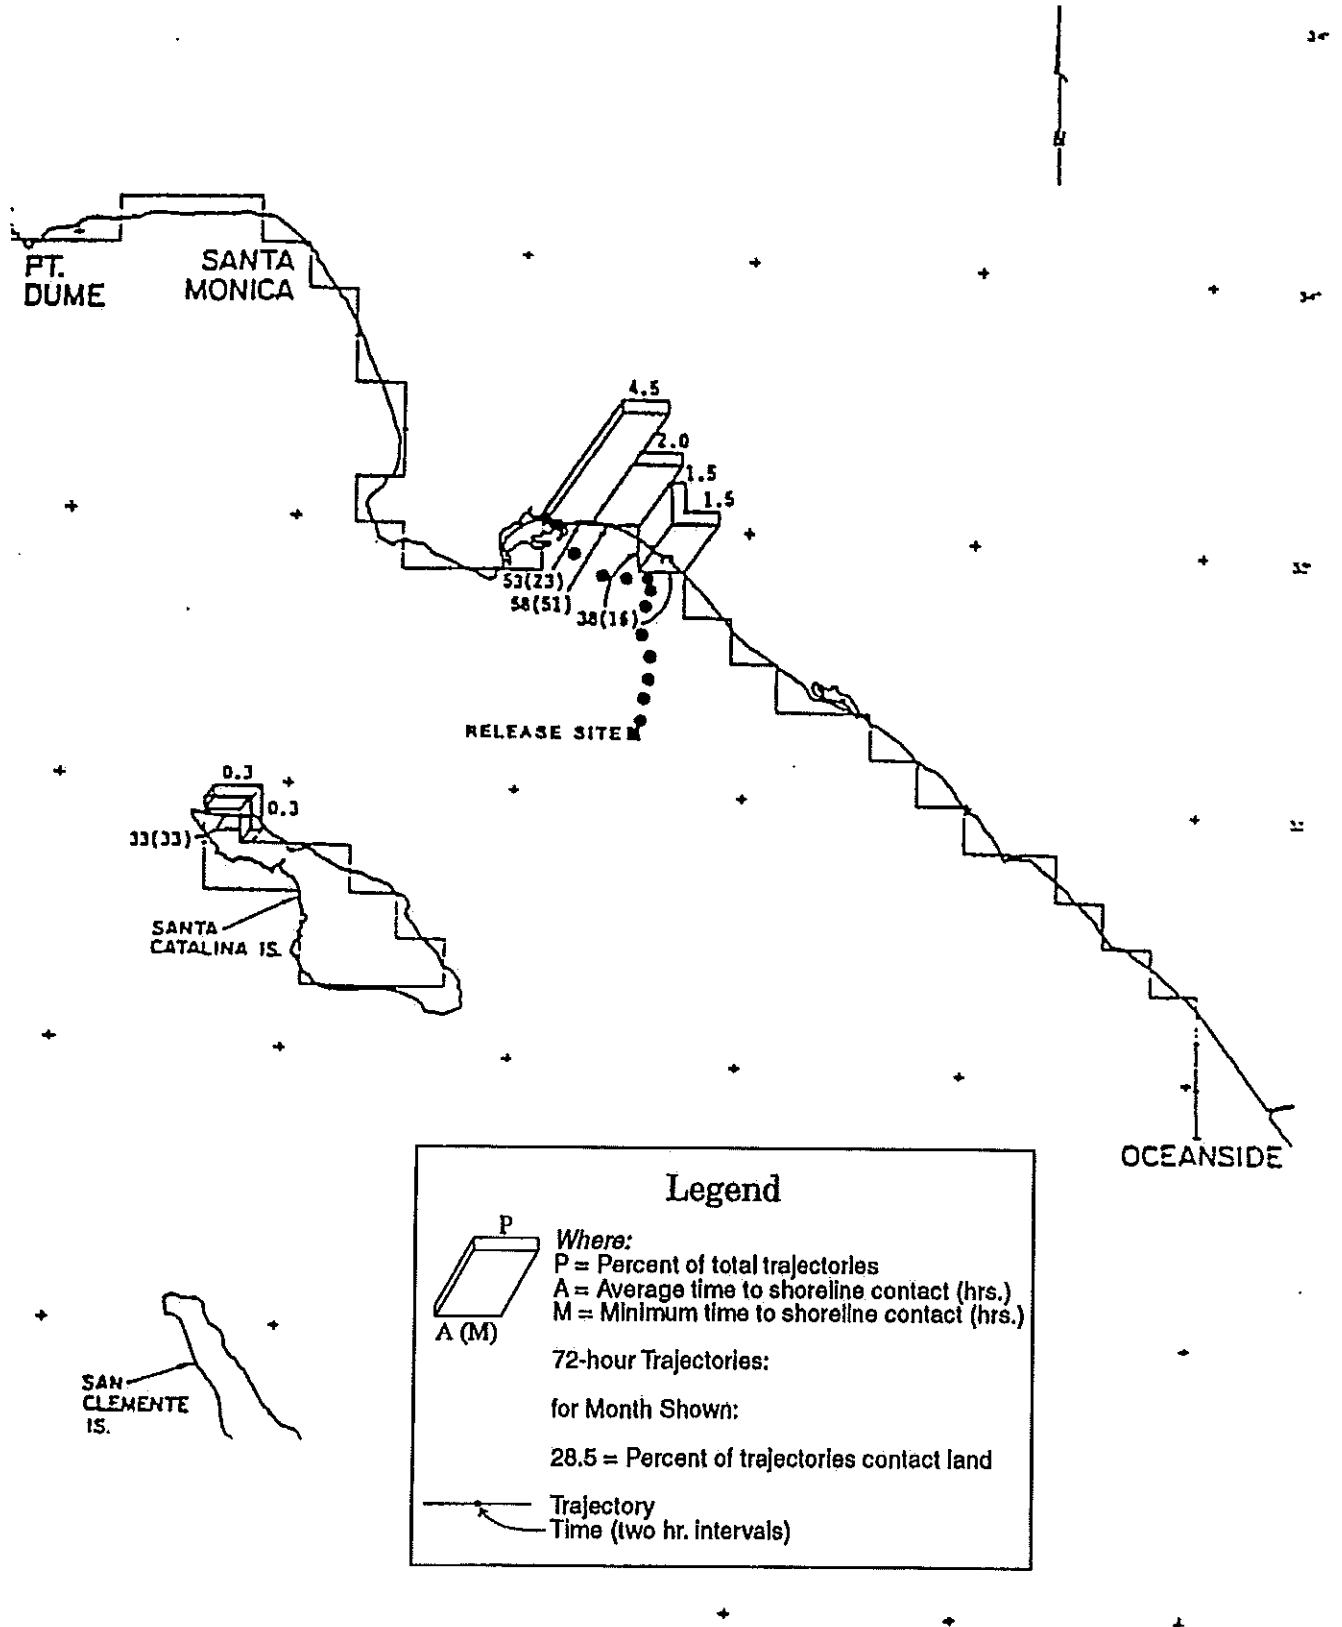 PT.
DUME
SANTA
MONICA
4.5
2.0
1.5
1.5
53(23)
58(51)
38(16)
RELEASE SITE
0.3
0.3
33(33)
SANTA
CATALINA IS.
OCEANSIDE
SAN
CLEMENTE
IS.
Legend
P
A (M)
Where:
P = Percent of total trajectories
A = Average time to shoreline contact (hrs.)
M = Minimum time to shoreline contact (hrs.)
72-hour Trajectories:
for Month Shown:
28.5 = Percent of trajectories contact land
Trajectory
Time (two hr. intervals)